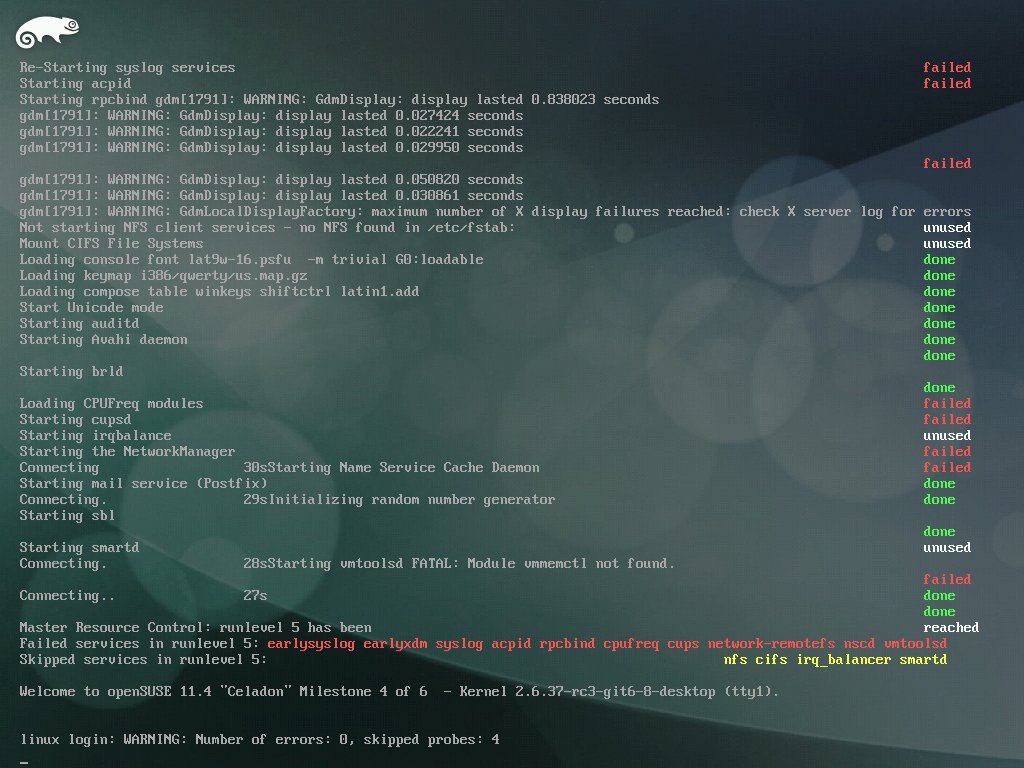 Re-Starting syslog services failed
Starting acpid failed
Starting rpcbind gdm[1791]: WARNING: GdmDisplay: display lasted 0.838023 seconds
gdm[1791]: WARNING: GdmDisplay: display lasted 0.027424 seconds
gdm[1791]: WARNING: GdmDisplay: display lasted 0.022241 seconds
gdm[1791]: WARNING: GdmDisplay: display lasted 0.029950 seconds
failed
gdm[1791]: WARNING: GdmDisplay: display lasted 0.050820 seconds
gdm[1791]: WARNING: GdmDisplay: display lasted 0.030861 seconds
gdm[1791]: WARNING: GdmLocalDisplayFactory: maximum number of X display failures reached: check X server log for errors
Not starting NFS client services - no NFS found in /etc/fstab: unused
Mount CIFS File Systems unused
Loading console font lat9w-16.psfu  -m trivial G0:loadable done
Loading keymap i386/qwerty/us.map.gz done
Loading compose table winkeys shiftctrl latin1.add done
Start Unicode mode done
Starting auditd done
Starting Avahi daemon done
done
Starting brld
done
Loading CPUFreq modules failed
Starting cupsd failed
Starting irqbalance unused
Starting the NetworkManager failed
Connecting 30sStarting Name Service Cache Daemon failed
Starting mail service (Postfix) done
Connecting. 29sInitializing random number generator done
Starting sbl
done
Starting smartd unused
Connecting. 28sStarting vmtoolsd FATAL: Module vmmemctl not found.
failed
Connecting.. 27s done
done
Master Resource Control: runlevel 5 has been reached
Failed services in runlevel 5: earlysyslog earlyxdm syslog acpid rpcbind cpufreq cups network-remotefs nscd vmtoolsd
Skipped services in runlevel 5: nfs cifs irq_balancer smartd
Welcome to openSUSE 11.4 "Celadon" Milestone 4 of 6  - Kernel 2.6.37-rc3-git6-8-desktop (tty1).
linux login: WARNING: Number of errors: 0, skipped probes: 4
_